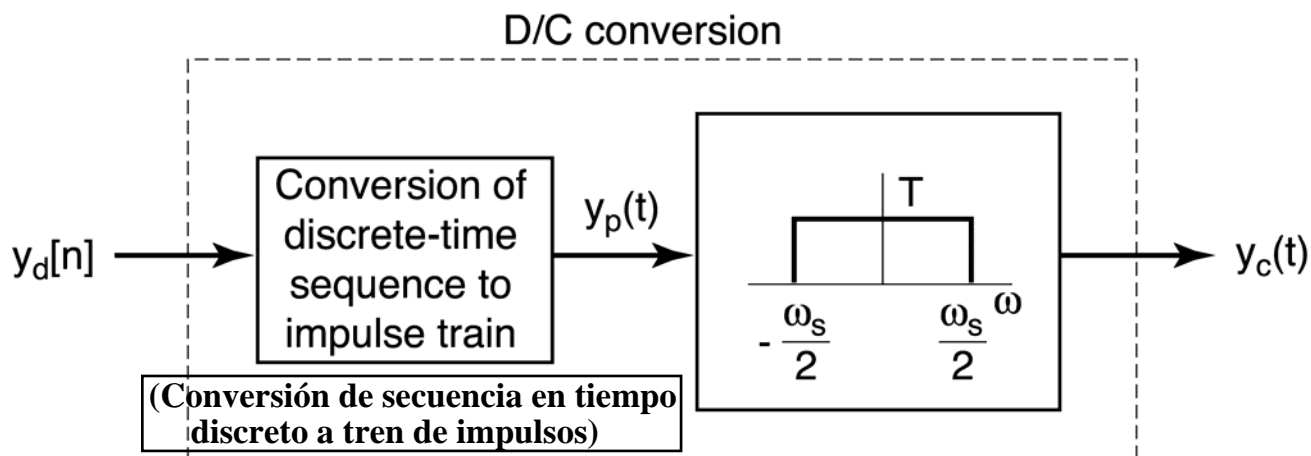 D/C conversion
y_d[n]
Conversion of
discrete-time
sequence to
impulse train
y_p(t)
T
- ω_s/2
ω_s/2
ω
y_c(t)
(Conversión de secuencia en tiempo
discreto a tren de impulsos)